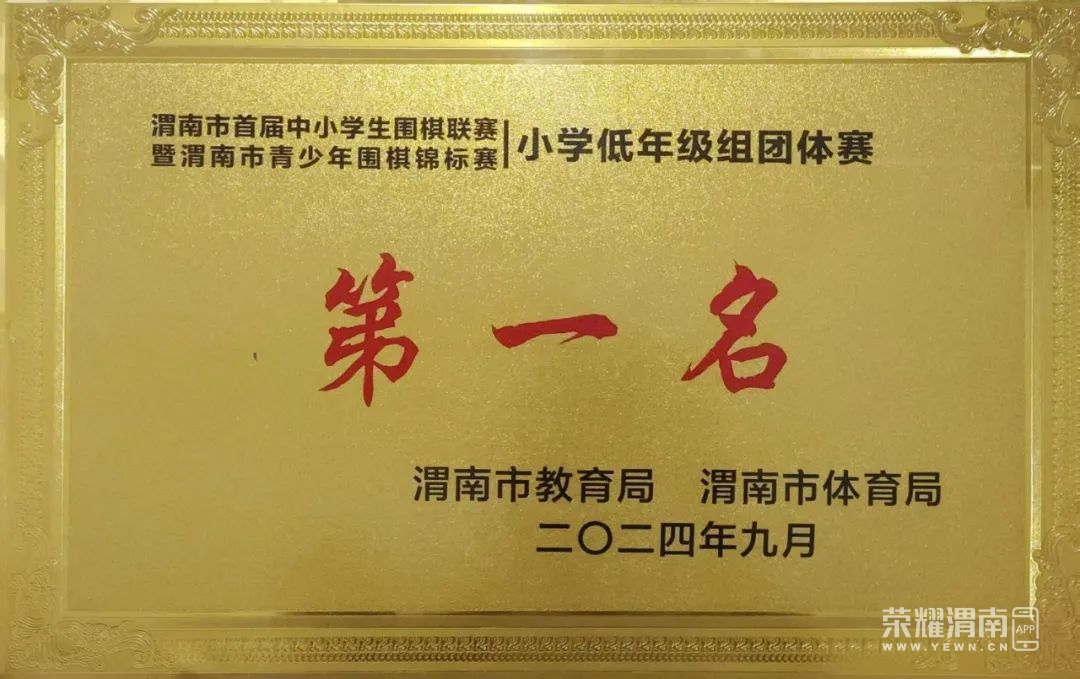 渭南市首届中小学生围棋联赛
暨渭南市青少年围棋锦标赛
小学低年级组团体赛
第一名
渭南市教育局 渭南市体育局
二〇二四年九月
荣耀渭南 APP
WWW.YEWN.CN